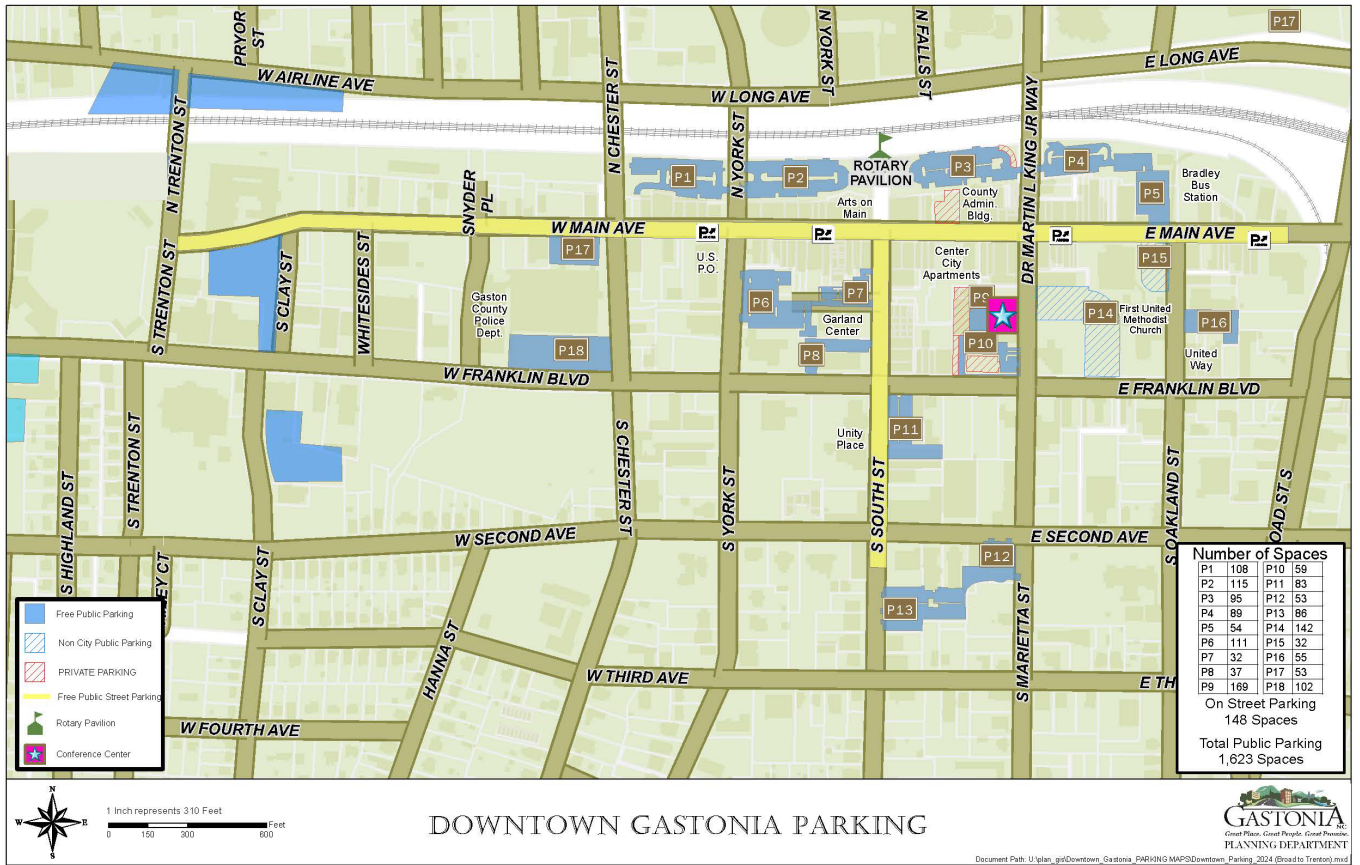 P17
PRYOR
ST
N YORK ST
N FALLS ST
W AIRLINE AVE
E LONG AVE
W LONG AVE
N CHESTER ST
N YORK ST
DR MARTIN L KING JR WAY
N TRENTON ST
ROTARY
PAVILION
P1
P2
P3
P4
P5
Bradley
Bus
Station
SNYDER
PL
Arts on
Main
County
Admin.
Bldg.
W MAIN AVE
E MAIN AVE
P17
U.S.
P.O.
Center
City
Apartments
P15
S TRENTON ST
S CLAY ST
WHITESIDES ST
Gaston
County
Police
Dept.
P6
P7
P9
Garland
Center
P14
First United
Methodist
Church
P16
P18
P8
P10
United
Way
W FRANKLIN BLVD
E FRANKLIN BLVD
Unity
Place
P11
S HIGHLAND ST
S TRENTON ST
S CHESTER ST
S YORK ST
S SOUTH ST
S OAKLAND ST
OAD ST S
W SECOND AVE
E SECOND AVE
P12
P13
EY CT
S CLAY ST
HANNA ST
S MARIETTA ST
W THIRD AVE
E TH
W FOURTH AVE
Free Public Parking
Non City Public Parking
PRIVATE PARKING
Free Public Street Parking
Rotary Pavilion
Conference Center
Number of Spaces
P1 108 P10 59
P2 115 P11 83
P3 95 P12 53
P4 89 P13 86
P5 54 P14 142
P6 111 P15 32
P7 32 P16 55
P8 37 P17 53
P9 169 P18 102
On Street Parking
148 Spaces
Total Public Parking
1,623 Spaces
N
W E
S
1 Inch represents 310 Feet
Feet
0 150 300 600
DOWNTOWN GASTONIA PARKING
GASTONIA
NC
Great Place. Great People. Great Promise.
PLANNING DEPARTMENT
Document Path: U:\plan_gis\Downtown_Gastonia_PARKING MAPS\Downtown_Parking_2024 (Broad to Trenton).mxd